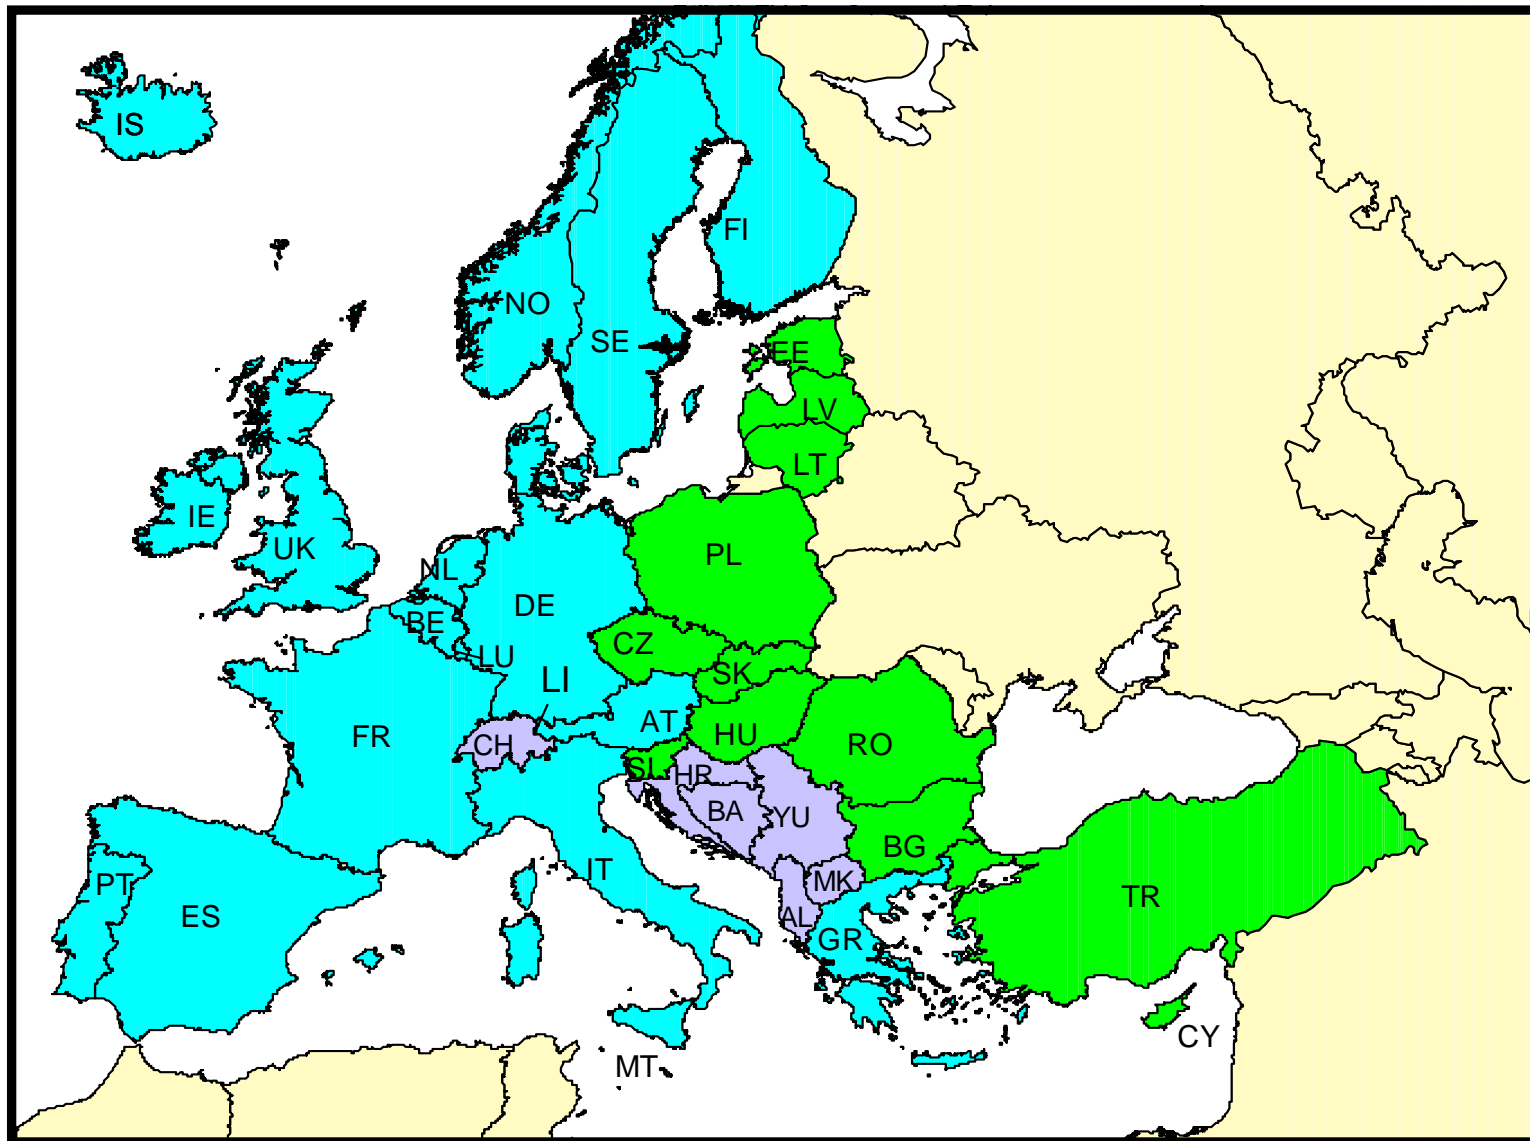 IS
FI
NO
SE
EE
LV
LT
IE
UK
NL
PL
DE
BE
CZ
LU
SK
LI
FR
AT
HU
CH
RO
SI
HR
BA
YU
BG
IT
PT
MK
TR
ES
AL
GR
CY
MT